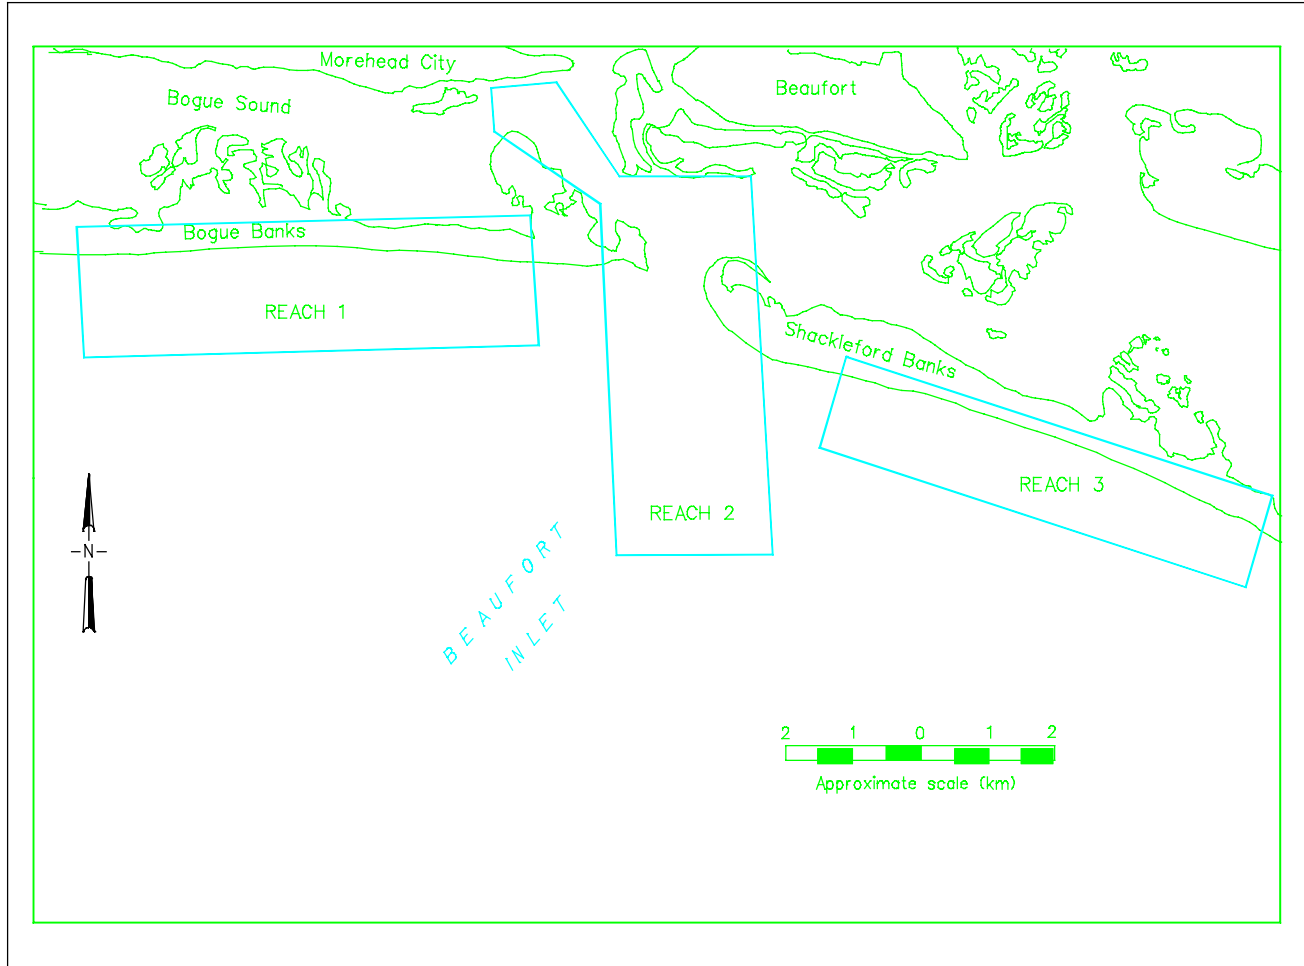 Morehead City
Beaufort
Bogue Sound
Bogue Banks
REACH 1
Shackleford Banks
REACH 3
REACH 2
-N-
BEAUFORT
INLET
2 1 0 1 2
Approximate scale (km)